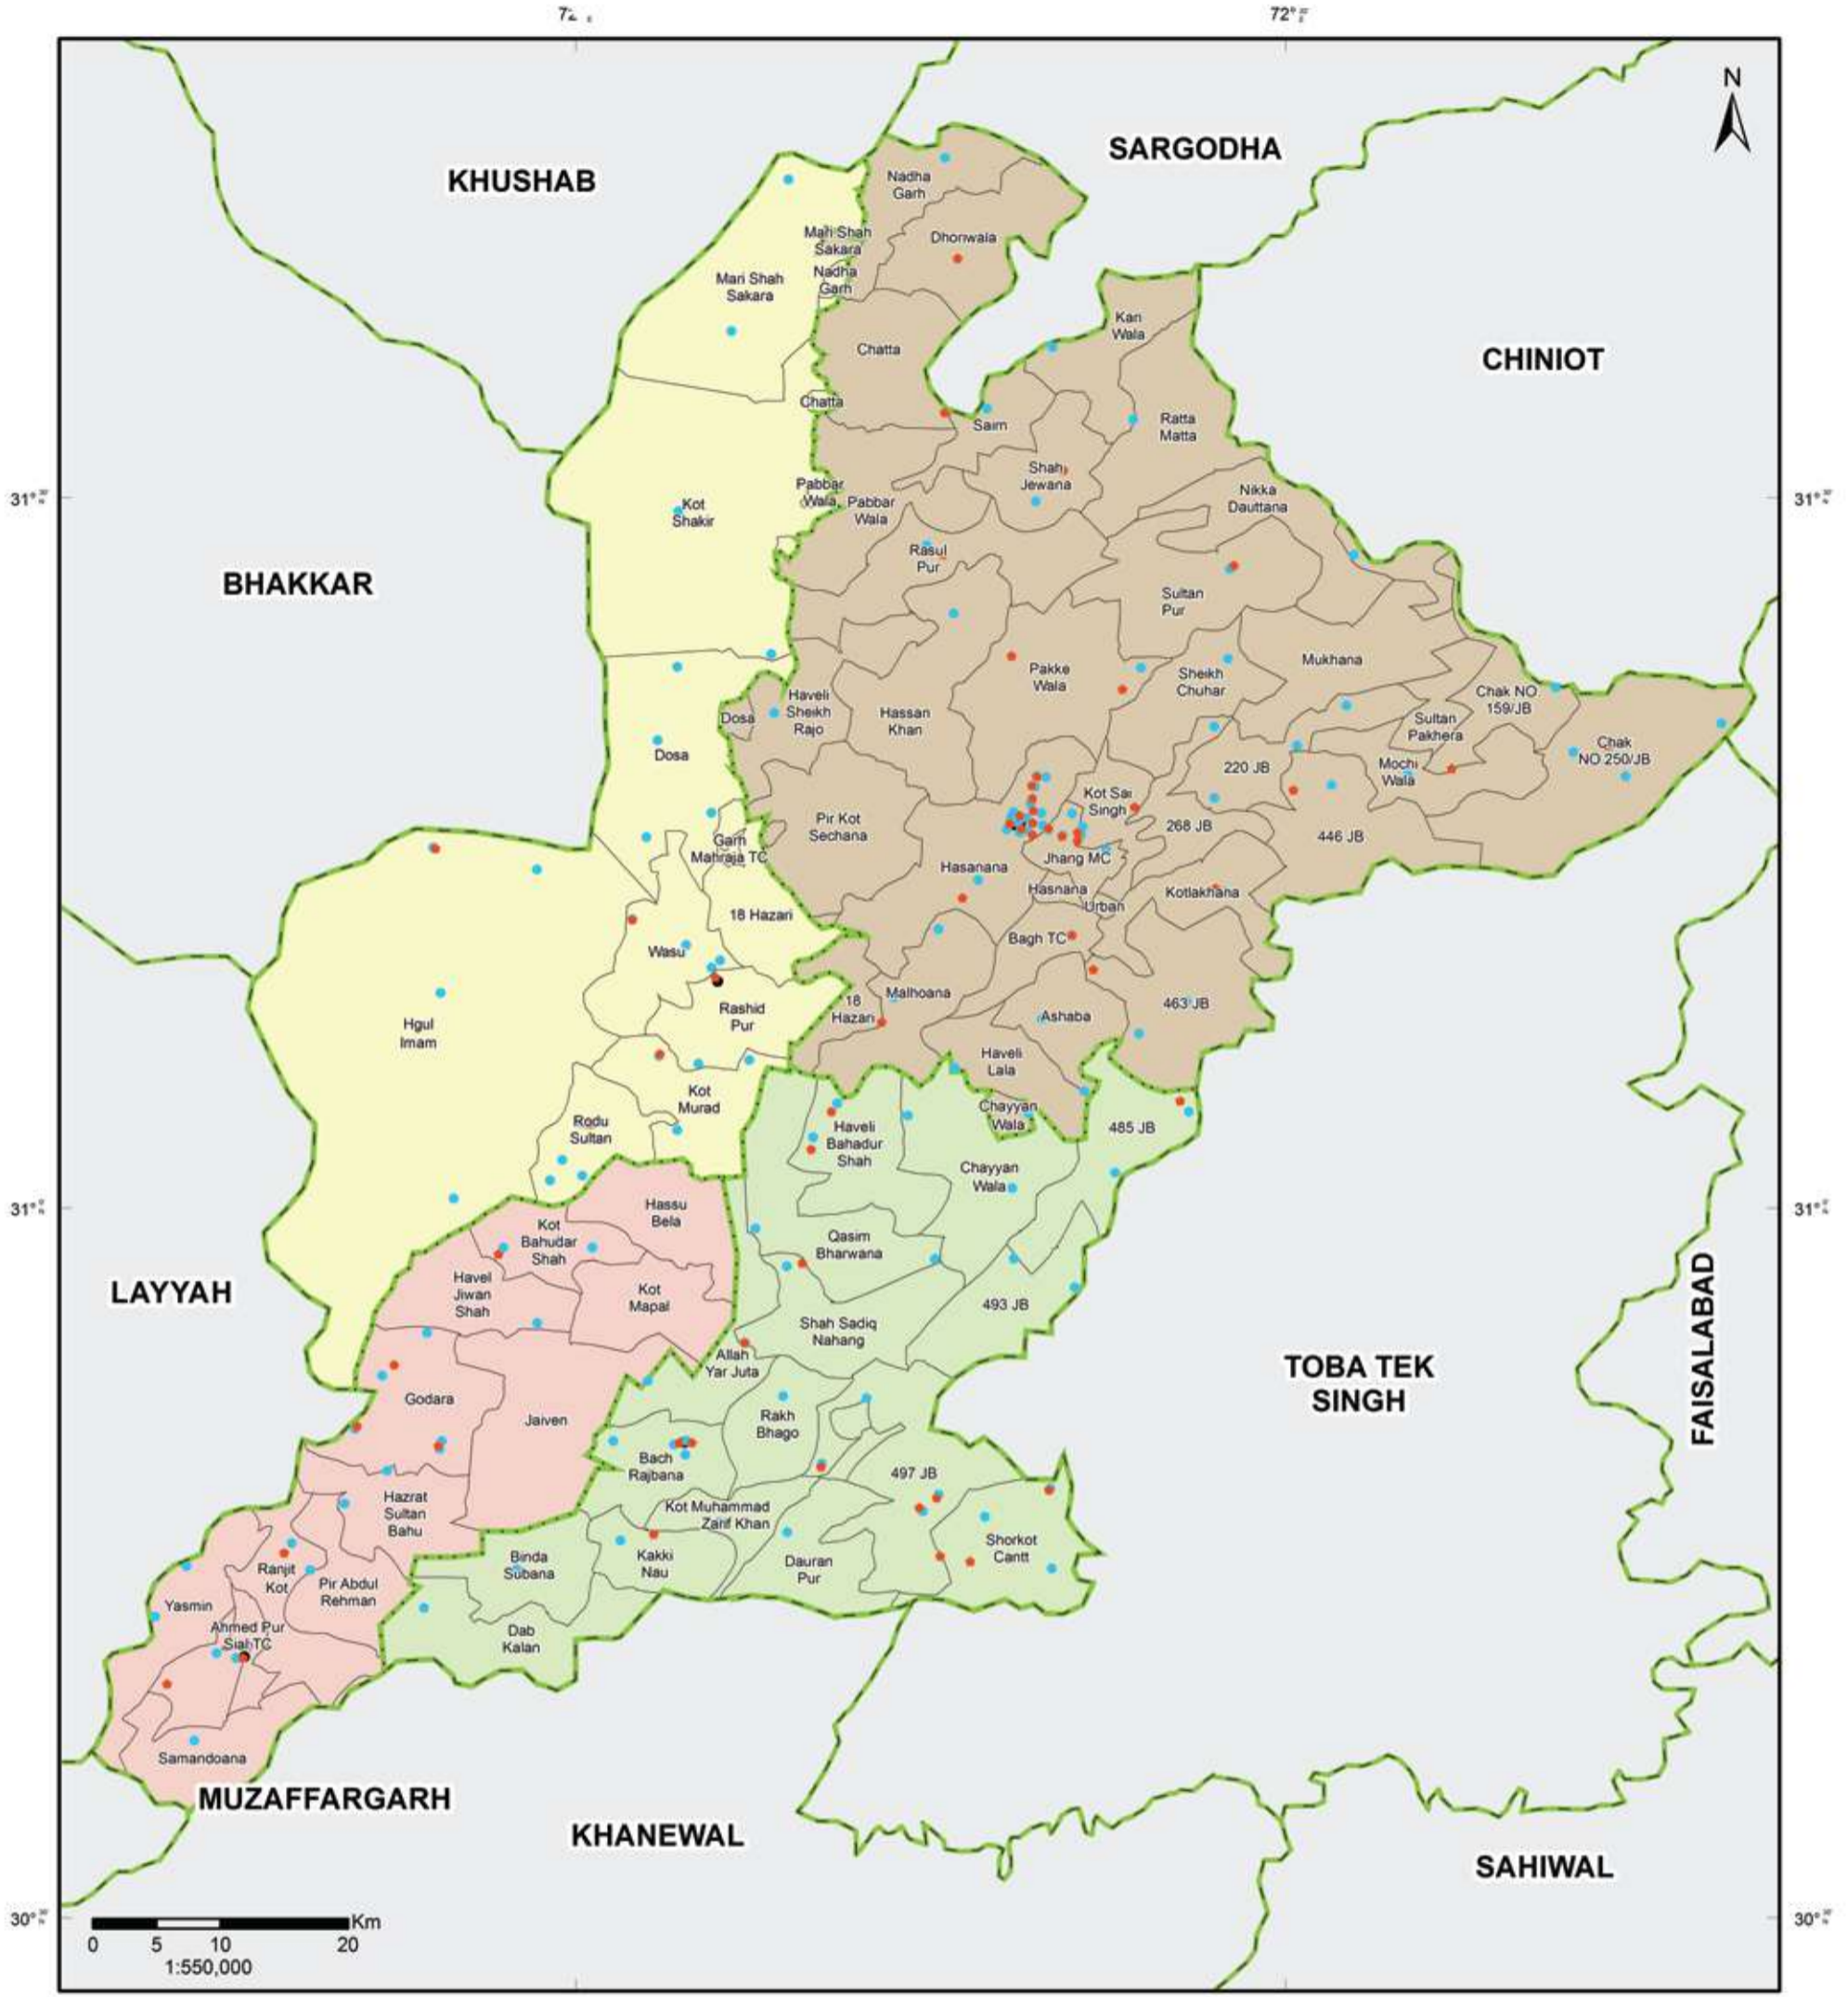 72°
72°
N
SARGODHA
KHUSHAB
Nadha
Garh
Dhoriwala
Mari Shah
Sakara
Nadha
Garh
Mari Shah
Sakara
Kari
Wala
Chatta
CHINIOT
Chatta
Saim
Ratta
Matta
Shah
Jewana
31°
Pabbar
Wala
Pabbar
Wala
Nikka
Dauttana
31°
Kot
Shakir
Rasul
Pur
BHAKKAR
Sultan
Pur
Pakke
Wala
Sheikh
Chuhar
Mukhana
Haveli
Sheikh
Rajo
Dosa
Hassan
Khan
Chak NO
159/JB
Sultan
Pakhera
Chak
NO 250/JB
Dosa
220 JB
Mochi
Wala
Kot Sai
Singh
Pir Kot
Sechana
268 JB
446 JB
Garh
Mahraja TC
Jhang MC
Hasanana
Hasnana
Urban
Kotlakhana
18 Hazari
Bagh TC
Wasu
Malhoana
18
Hazari
463 JB
Rashid
Pur
Ashaba
Hgul
Imam
Haveli
Lala
Kot
Murad
Chayyan
Wala
Rodu
Sultan
Haveli
Bahadur
Shah
485 JB
Chayyan
Wala
31°
31°
Hassu
Bela
Kot
Bahudar
Shah
Qasim
Bharwana
LAYYAH
Havel
Jiwan
Shah
Kot
Mapal
493 JB
Shah Sadiq
Nahang
FAISALABAD
Allah
Yar Juta
TOBA TEK
SINGH
Godara
Jaiven
Rakh
Bhago
Bach
Rajbana
497 JB
Hazrat
Sultan
Bahu
Kot Muhammad
Zarif Khan
Shorkot
Cantt
Binda
Subana
Kakki
Nau
Dauran
Pur
Ranjit
Kot
Pir Abdul
Rehman
Yasmin
Ahmed Pur
Sial TC
Dab
Kalan
Samandoana
MUZAFFARGARH
KHANEWAL
SAHIWAL
30°
30°
Km
0 5 10 20
1:550,000